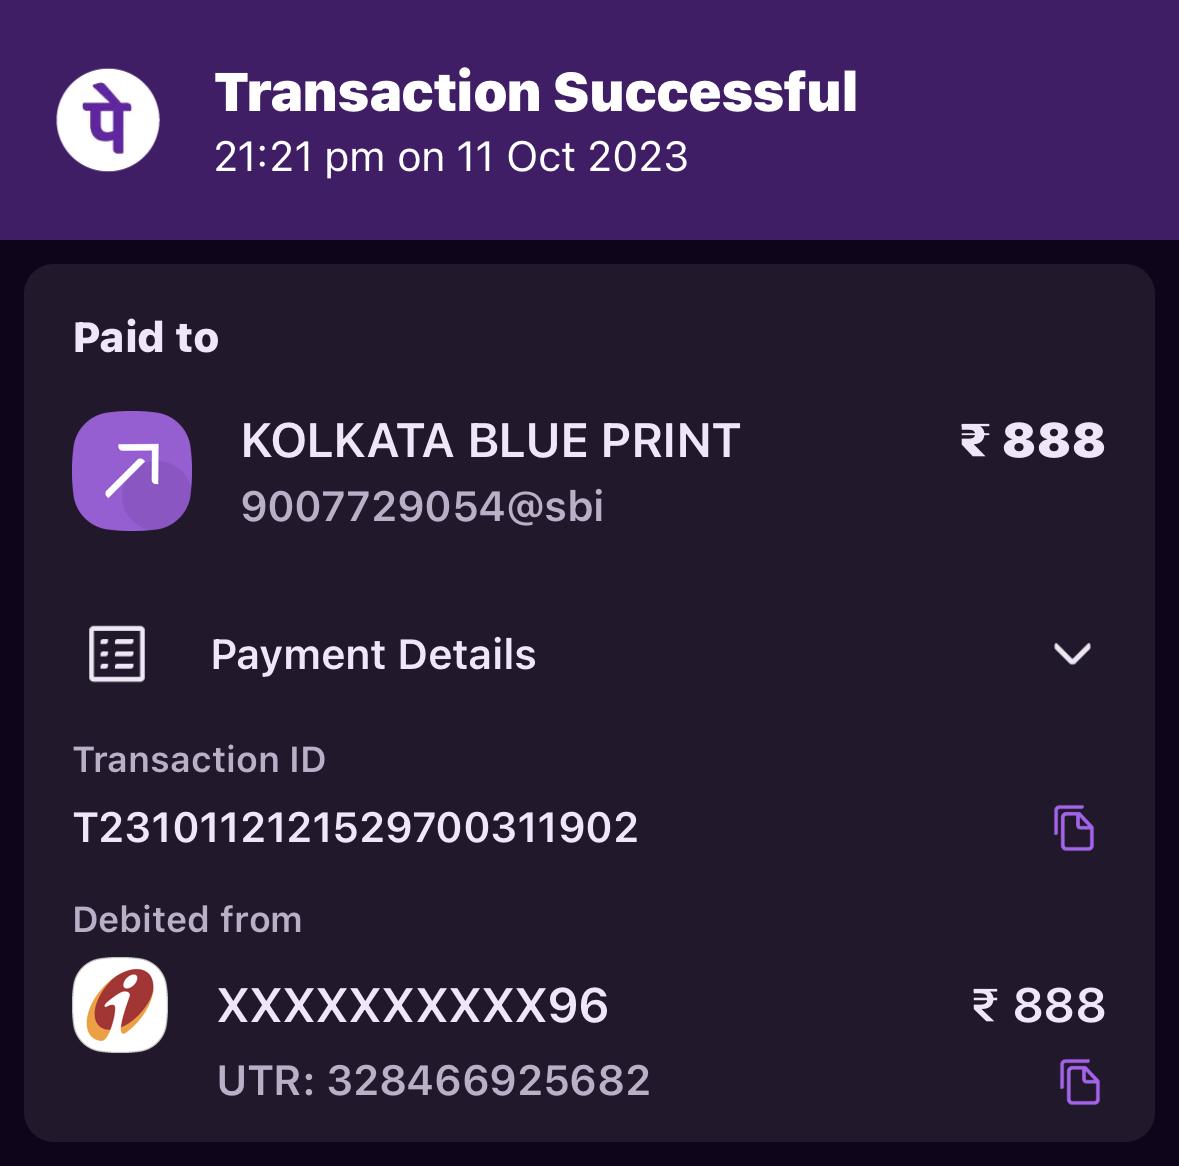 पे
Transaction Successful
21:21 pm on 11 Oct 2023
Paid to
KOLKATA BLUE PRINT ₹ 888
9007729054@sbi
Payment Details
Transaction ID
T2310112121529700311902
Debited from
XXXXXXXXXX96 ₹ 888
UTR: 328466925682